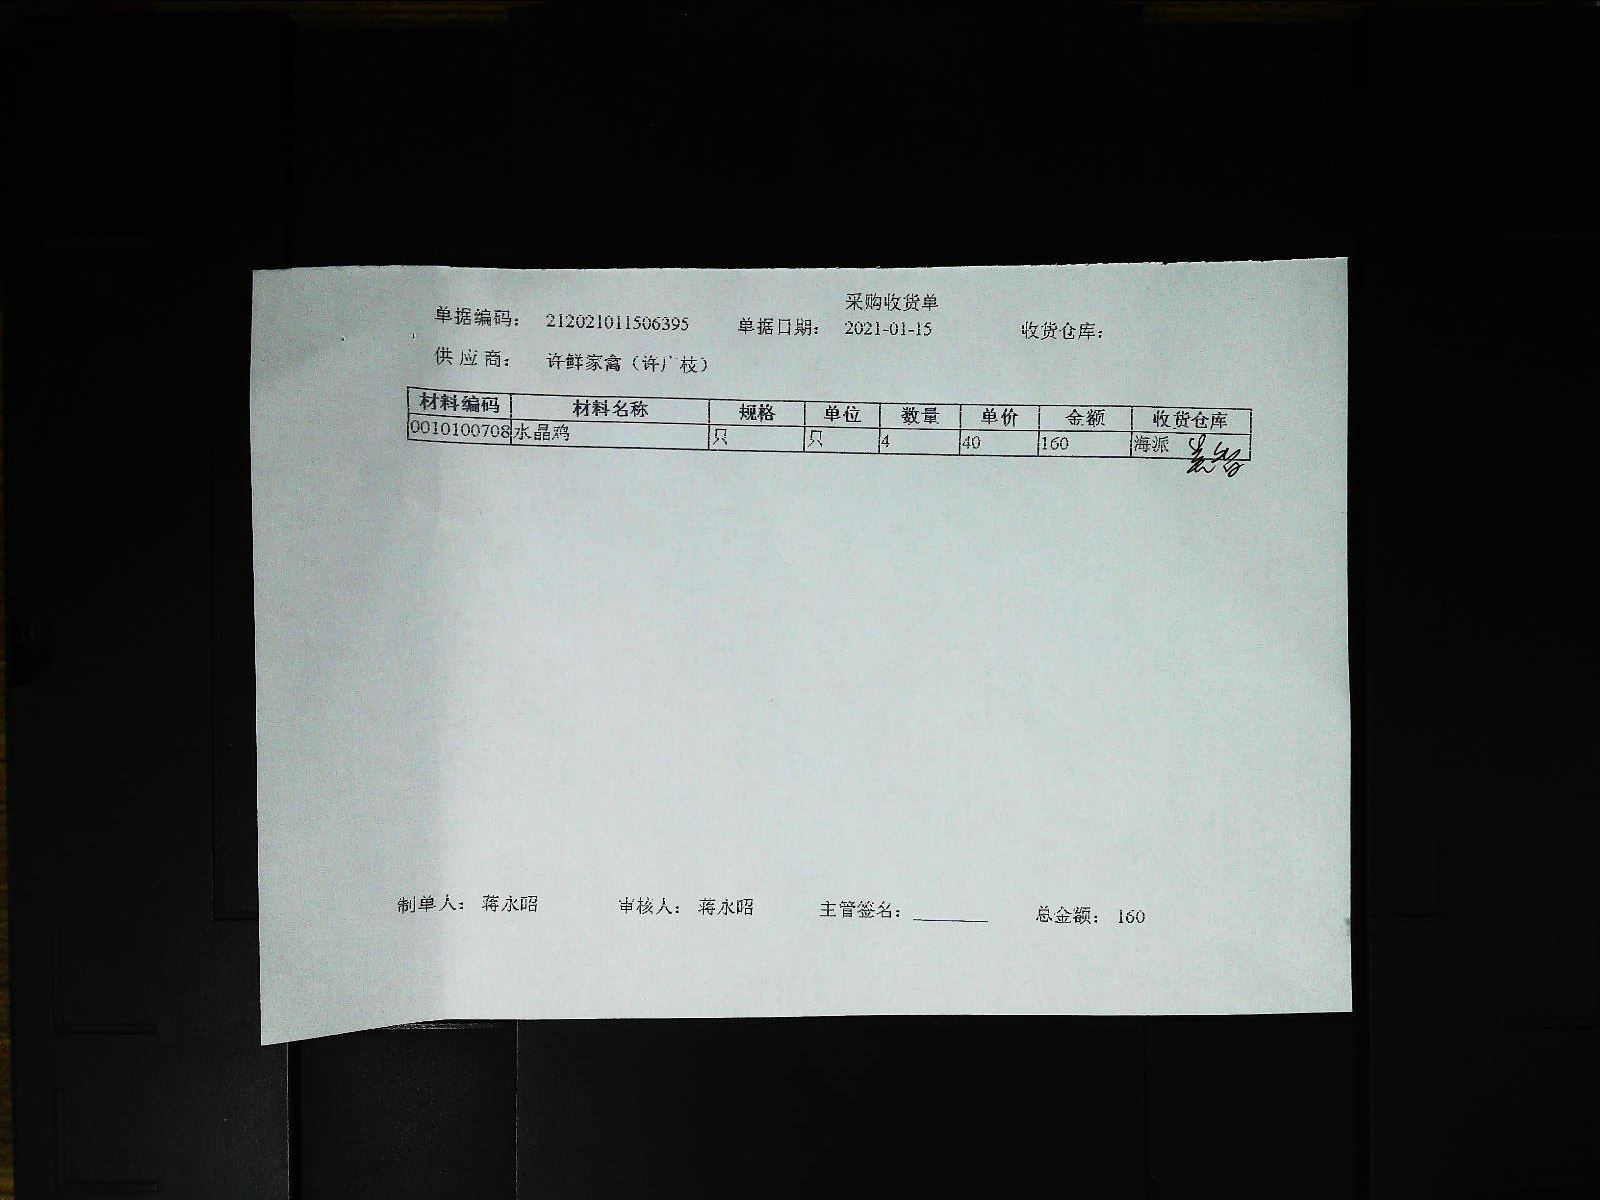 采购收货单
单据编码： 212021011506395 单据日期： 2021-01-15 收货仓库：
供应商： 许鲜家禽（许广枝）
材料编码 材料名称 规格 单位 数量 单价 金额 收货仓库
0010100708 水晶鸡 只 只 4 40 160 海派
制单人： 蒋永昭 审核人： 蒋永昭 主管签名： ________ 总金额： 160